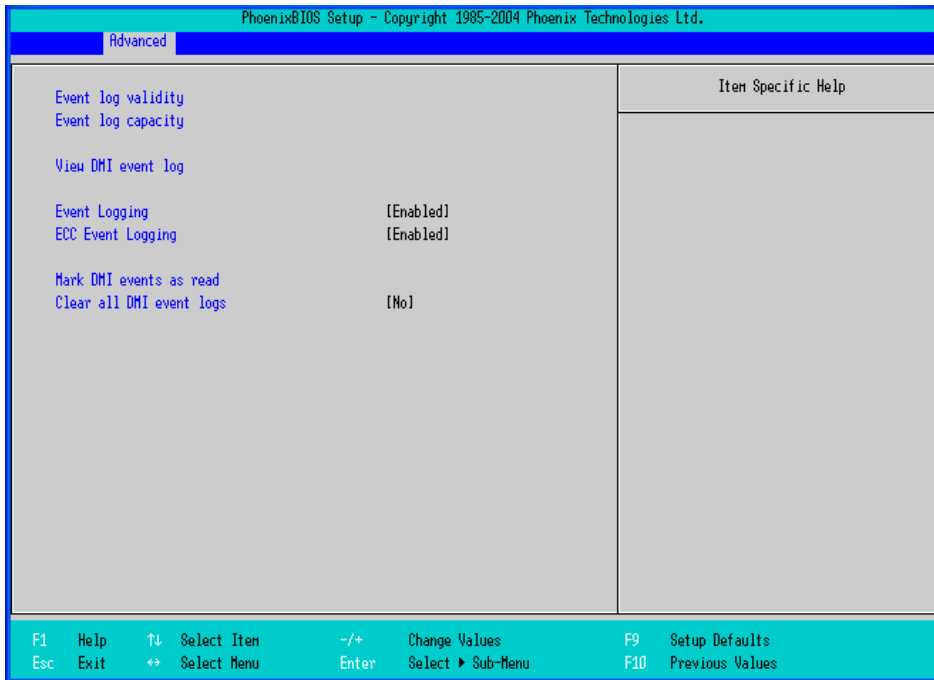 PhoenixBIOS Setup - Copyright 1985-2004 Phoenix Technologies Ltd.
Advanced
Item Specific Help
Event log validity
Event log capacity
View DMI event log
Event Logging [Enabled]
ECC Event Logging [Enabled]
Mark DMI events as read
Clear all DMI event logs [No]
F1 Help ↑↓ Select Item -/+ Change Values F9 Setup Defaults
Esc Exit ↔ Select Menu Enter Select ▶ Sub-Menu F10 Previous Values